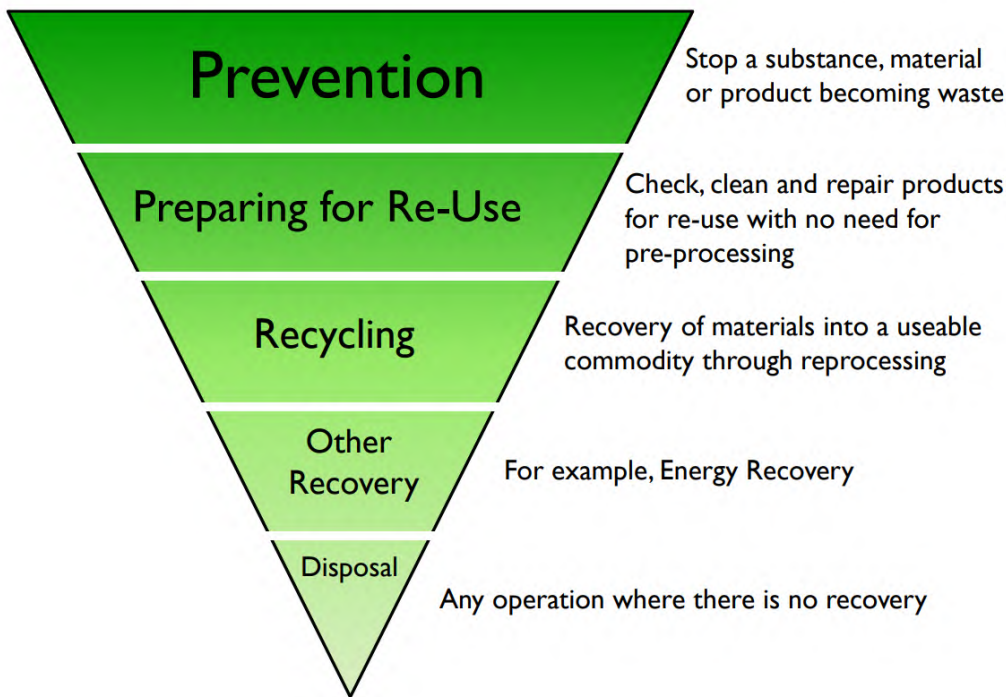 Prevention
Stop a substance, material
or product becoming waste
Preparing for Re-Use
Check, clean and repair products
for re-use with no need for
pre-processing
Recycling
Recovery of materials into a useable
commodity through reprocessing
Other
Recovery
For example, Energy Recovery
Disposal
Any operation where there is no recovery